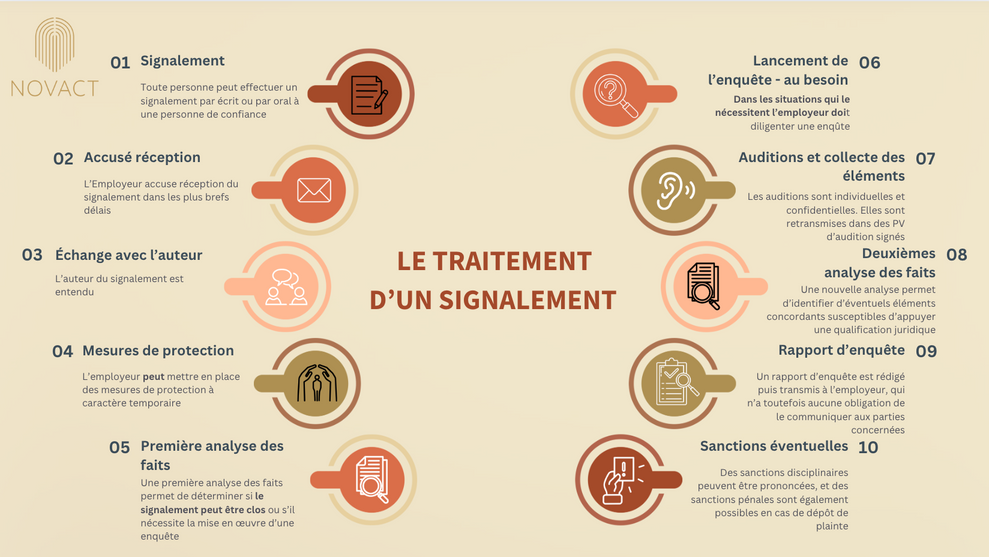 NOVACT
01 Signalement
Toute personne peut effectuer un
signalement par écrit ou par oral à
une personne de confiance
02 Accusé réception
L'Employeur accuse réception du
signalement dans les plus brefs
délais
03 Échange avec l'auteur
L'auteur du signalement est
entendu
04 Mesures de protection
L'employeur peut mettre en place
des mesures de protection à
caractère temporaire
05 Première analyse des
faits
Une première analyse des faits
permet de déterminer si le
signalement peut être clos ou s'il
nécessite la mise en œuvre d'une
enquête
LE TRAITEMENT
D'UN SIGNALEMENT
Lancement de 06
l'enquête - au besoin
Dans les situations qui le
nécessitent l'employeur doit
diligenter une enqûte
Auditions et collecte des 07
éléments
Les auditions sont individuelles et
confidentielles. Elles sont
retransmises dans des PV
d'audition signés
Deuxièmes 08
analyse des faits
Une nouvelle analyse permet
d'identifier d'éventuels éléments
concordants susceptibles d'appuyer
une qualification juridique
Rapport d'enquête 09
Un rapport d'enquête est rédigé
puis transmis à l'employeur, qui
n'a toutefois aucune obligation de
le communiquer aux parties
concernées
Sanctions éventuelles 10
Des sanctions disciplinaires
peuvent être prononcées, et des
sanctions pénales sont également
possibles en cas de dépôt de
plainte